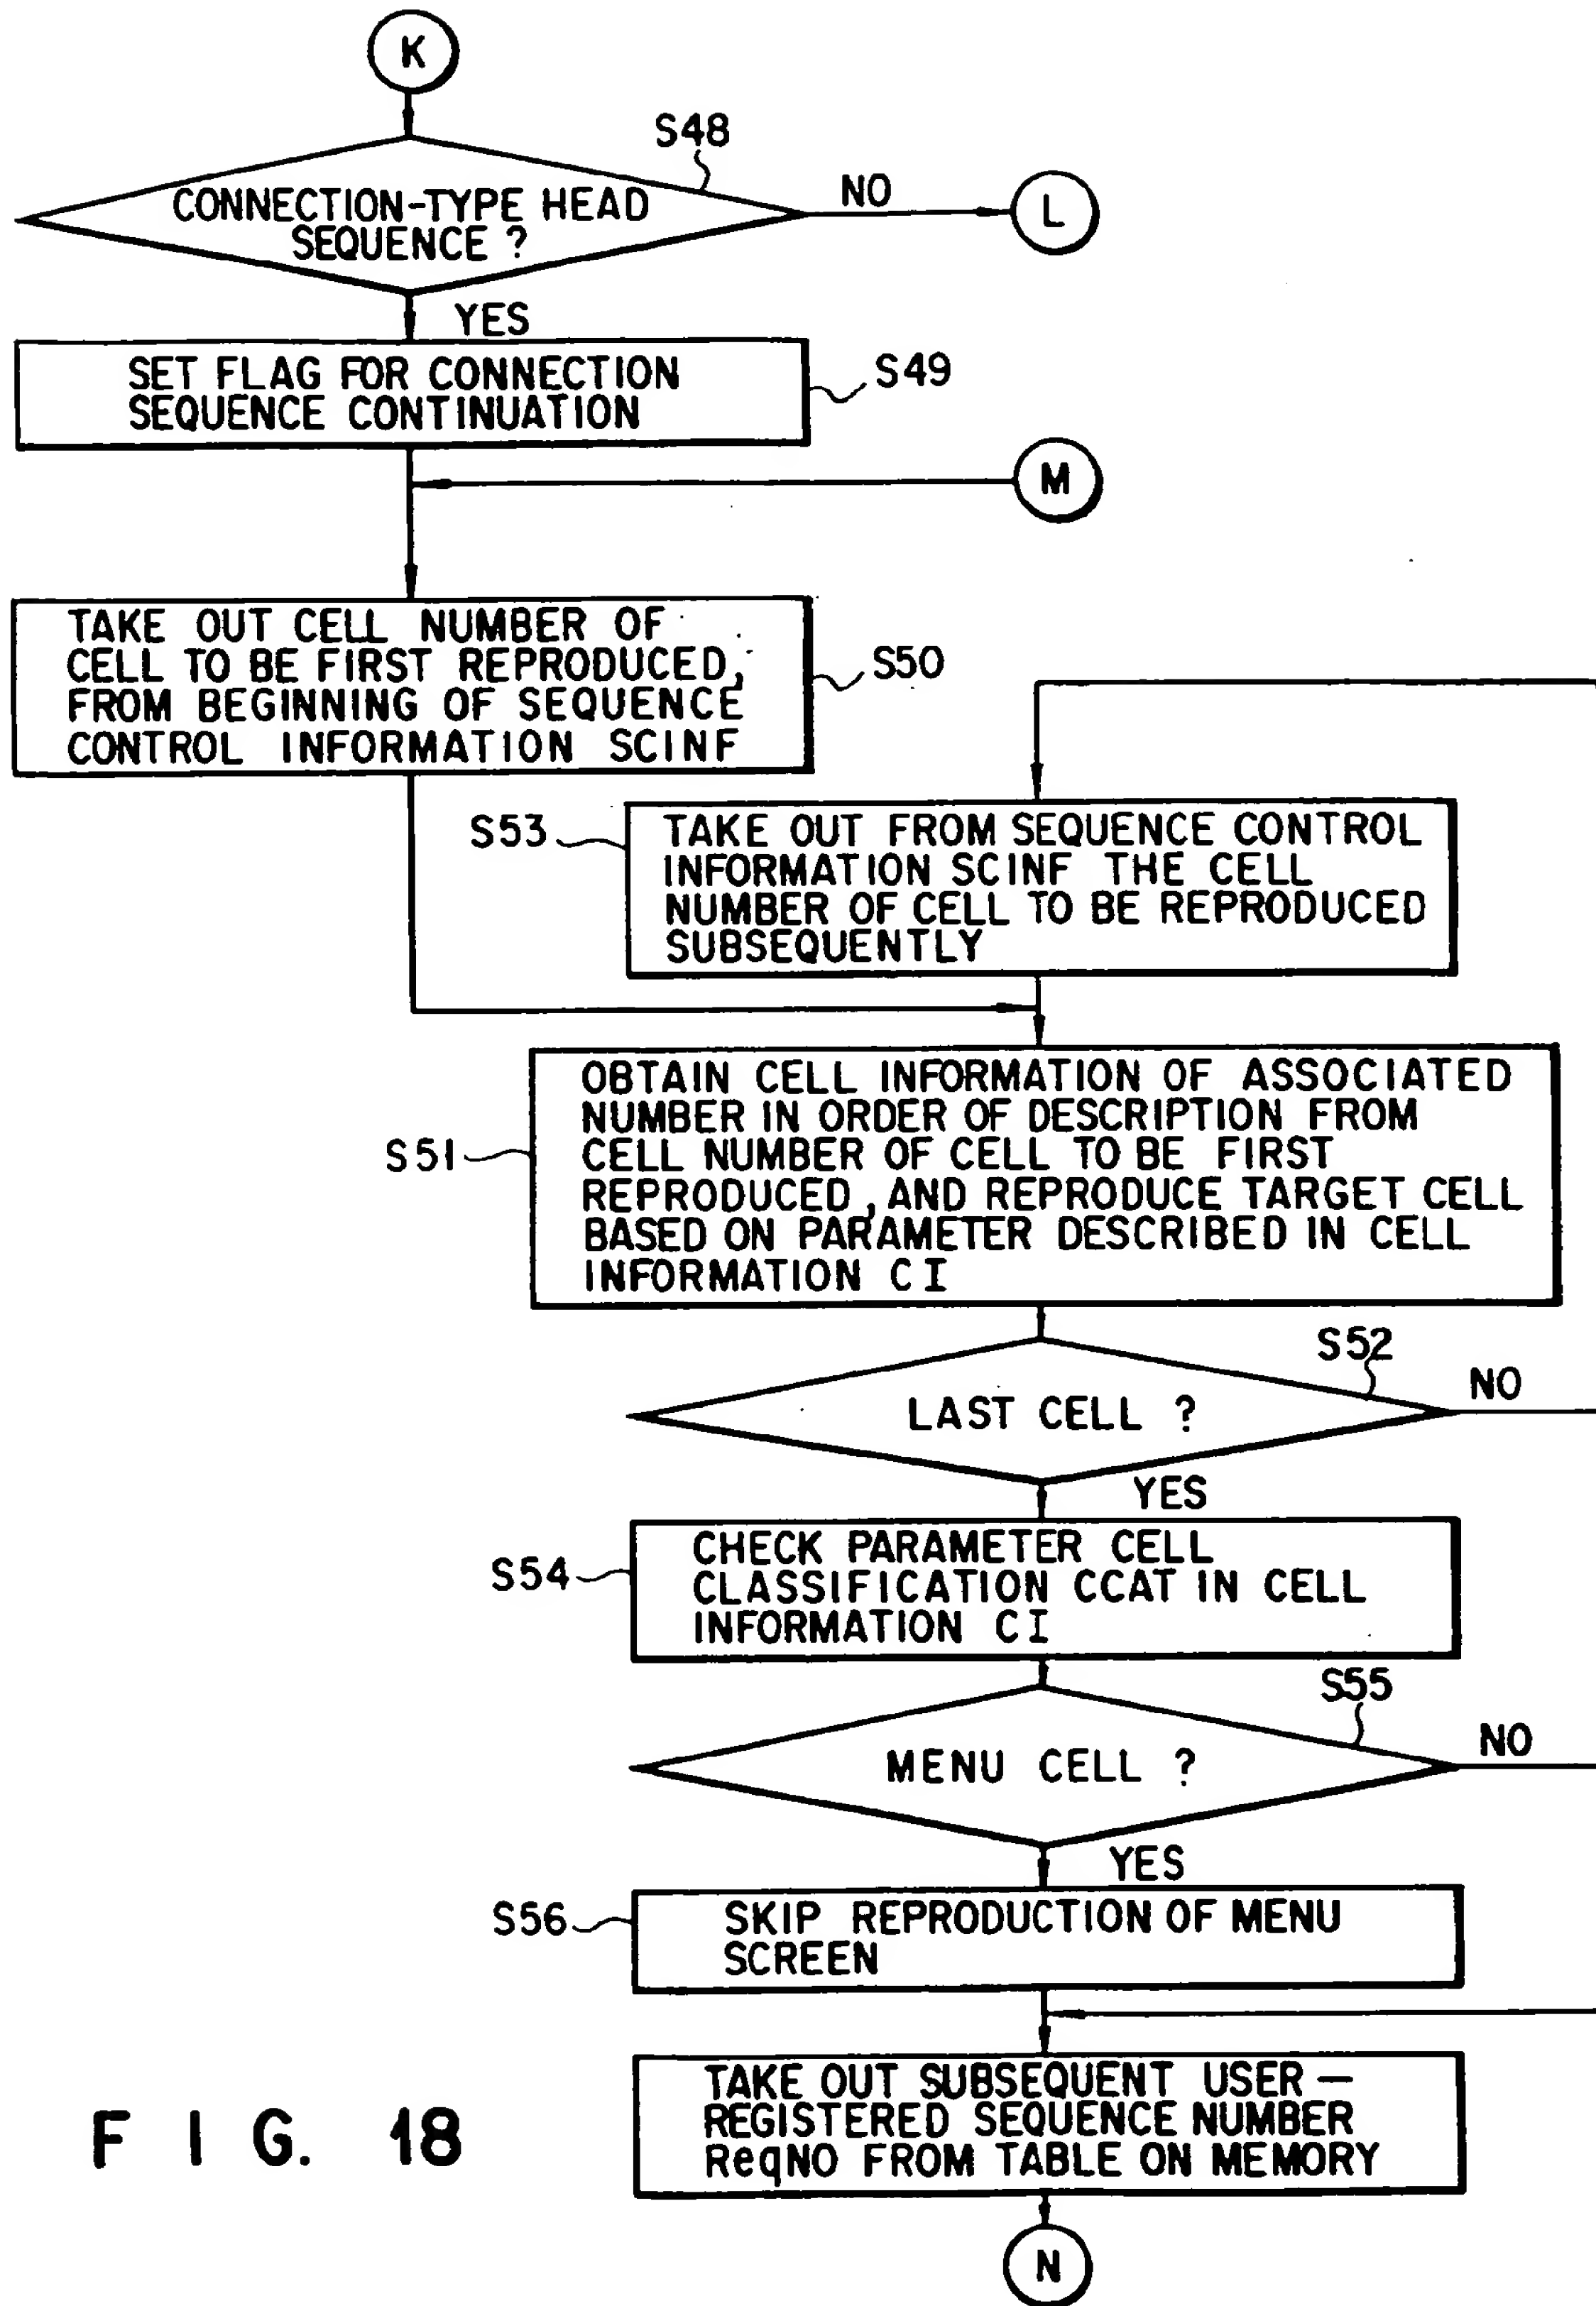 K
S48
CONNECTION-TYPE HEAD
SEQUENCE ?
NO
L
YES
SET FLAG FOR CONNECTION
SEQUENCE CONTINUATION
S49
M
TAKE OUT CELL NUMBER OF
CELL TO BE FIRST REPRODUCED,
FROM BEGINNING OF SEQUENCE
CONTROL INFORMATION SCINF
S50
S53
TAKE OUT FROM SEQUENCE CONTROL
INFORMATION SCINF THE CELL
NUMBER OF CELL TO BE REPRODUCED
SUBSEQUENTLY
S51
OBTAIN CELL INFORMATION OF ASSOCIATED
NUMBER IN ORDER OF DESCRIPTION FROM
CELL NUMBER OF CELL TO BE FIRST
REPRODUCED, AND REPRODUCE TARGET CELL
BASED ON PARAMETER DESCRIBED IN CELL
INFORMATION CI
S52
LAST CELL ?
NO
YES
S54
CHECK PARAMETER CELL
CLASSIFICATION CCAT IN CELL
INFORMATION CI
S55
MENU CELL ?
NO
YES
S56
SKIP REPRODUCTION OF MENU
SCREEN
TAKE OUT SUBSEQUENT USER—
REGISTERED SEQUENCE NUMBER
ReqNO FROM TABLE ON MEMORY
N
FIG. 18